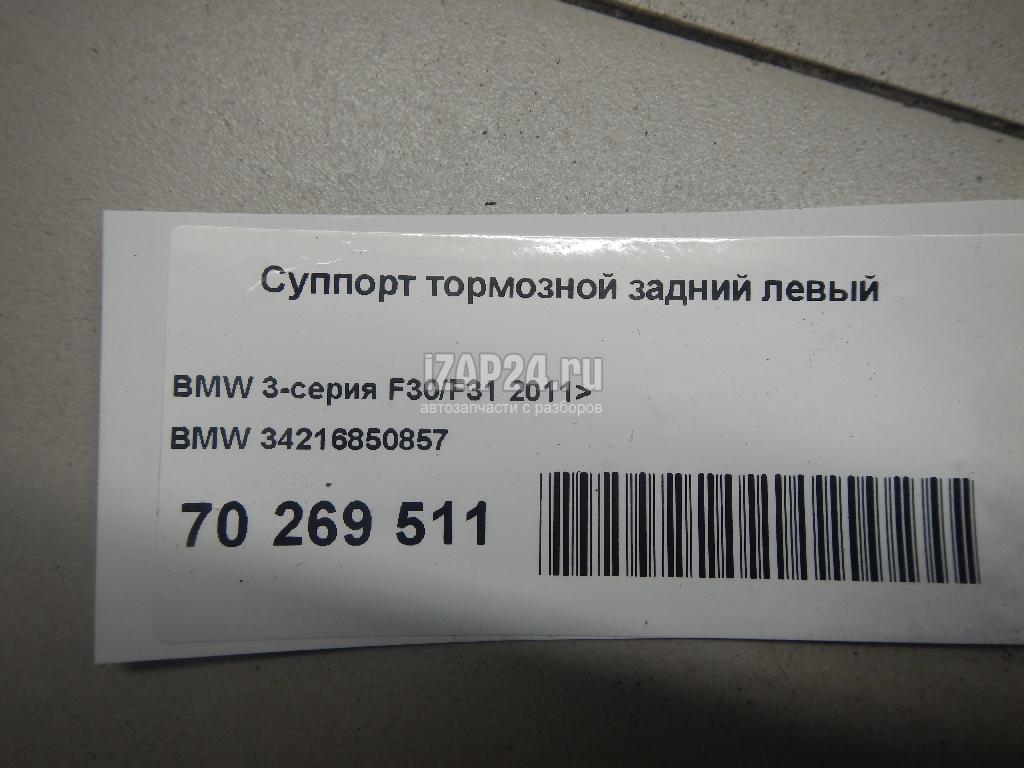 Суппорт тормозной задний левый
iZAP24.ru
BMW 3-серия F30/F31 2011>
автозапчасти с разборов
BMW 34216850857
70 269 511